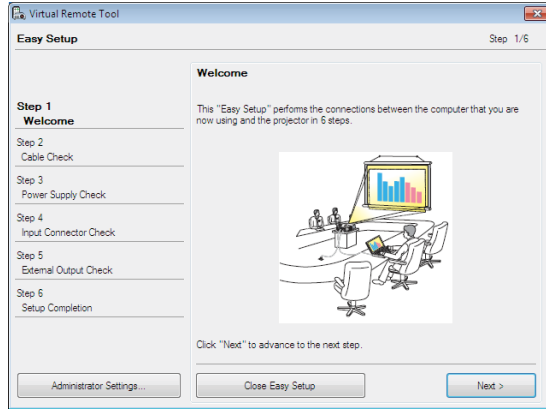 Virtual Remote Tool
Easy Setup
Step 1/6
Step 1
Welcome
Step 2
Cable Check
Step 3
Power Supply Check
Step 4
Input Connector Check
Step 5
External Output Check
Step 6
Setup Completion
Welcome
This "Easy Setup" perfoms the connections between the computer that you are
now using and the projector in 6 steps.
Click "Next" to advance to the next step.
Administrator Settings...
Close Easy Setup
Next >